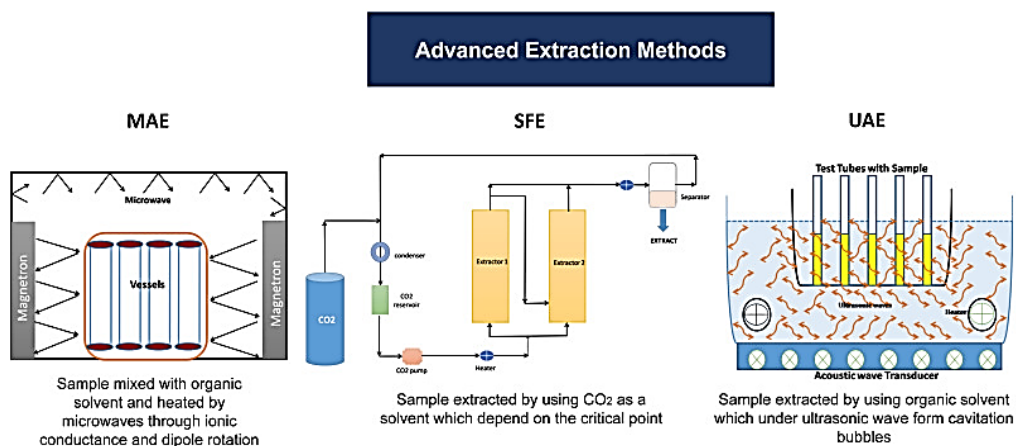 Advanced Extraction Methods
MAE
Microwave
Magnetron
Vessels
Magnetron
Sample mixed with organic
solvent and heated by
microwaves through ionic
conductance and dipole rotation
SFE
CO2
condenser
CO2
reservoir
CO2 pump
Heater
Extractor 1
Extractor 2
Separator
EXTRACT
Sample extracted by using CO₂ as a
solvent which depend on the critical point
UAE
Test Tubes with Sample
Ultrasonic waves
Heater
Acoustic wave Transducer
Sample extracted by using organic solvent
which under ultrasonic wave form cavitation
bubbles